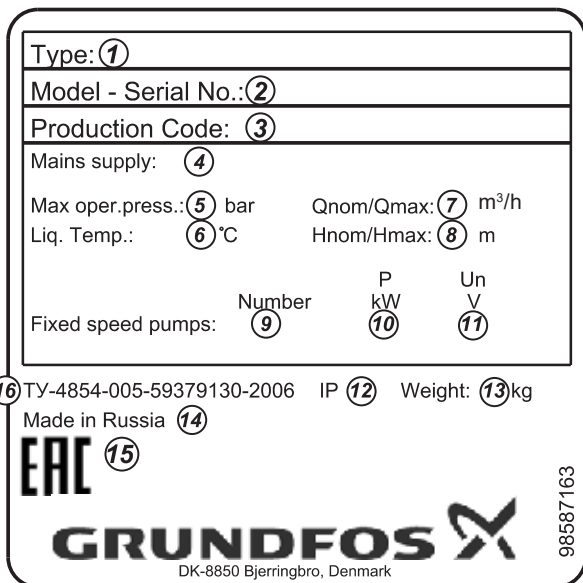 Type: 1
Model - Serial No.: 2
Production Code: 3
Mains supply: 4
Max oper.press.: 5 bar Qnom/Qmax: 7 m³/h
Liq. Temp.: 6 °C Hnom/Hmax: 8 m
P Un
Number kW V
Fixed speed pumps: 9 10 11
16 ТУ-4854-005-59379130-2006 IP 12 Weight: 13 kg
Made in Russia 14
EAC 15
GRUNDFOS
DK-8850 Bjerringbro, Denmark
98587163